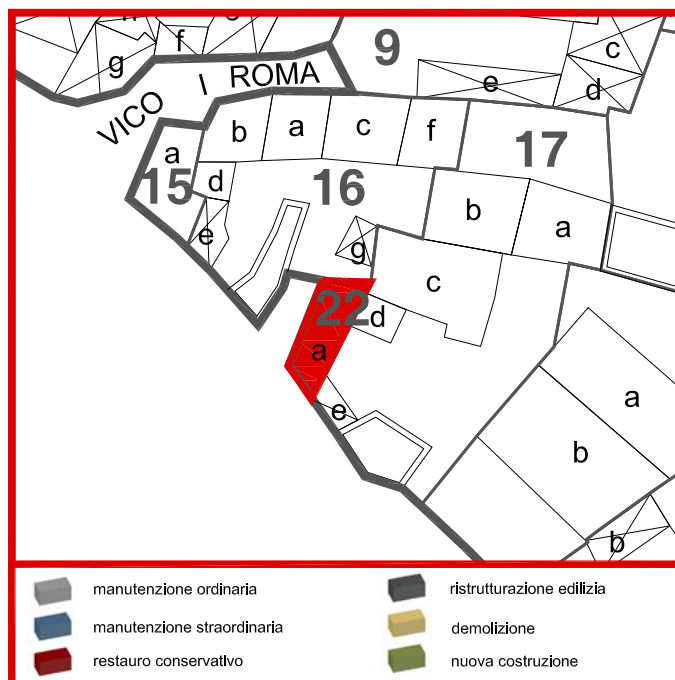 g
f
9
c
e
d
VICO I ROMA
b
a
c
f
17
a
15
d
16
e
b
a
g
c
22
d
a
e
a
b
b
manutenzione ordinaria
manutenzione straordinaria
restauro conservativo
ristrutturazione edilizia
demolizione
nuova costruzione